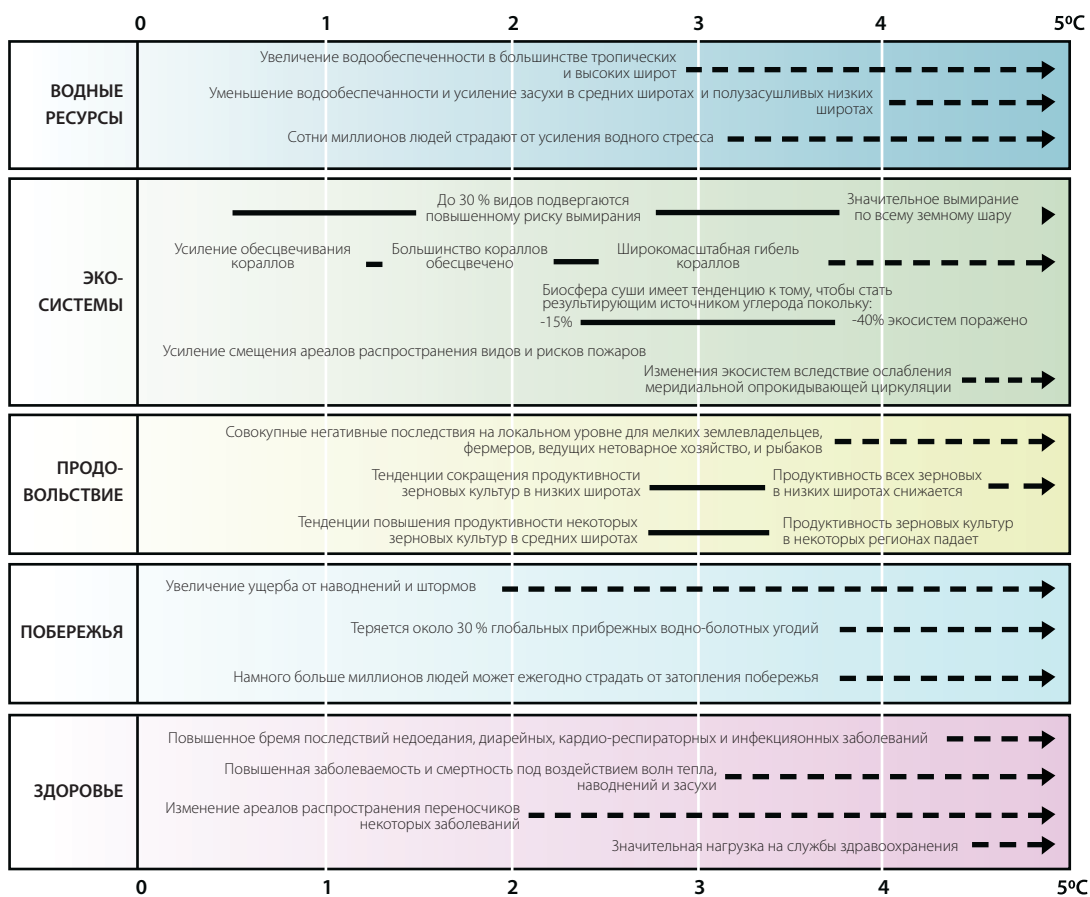 0 1 2 3 4 5ºC
ВОДНЫЕ
РЕСУРСЫ
Увеличение водообеспеченности в большинстве тропических
и высоких широт
Уменьшение водообеспечанности и усиление засухи в средних широтах и полузасушливых низких
широтах
Сотни миллионов людей страдают от усиления водного стресса
ЭКО-
СИСТЕМЫ
До 30 % видов подвергаются
повышенному риску вымирания
Значительное вымирание
по всему земному шару
Усиление обесцвечивания
кораллов
Большинство кораллов
обесцвечено
Широкомасштабная гибель
кораллов
Биосфера суши имеет тенденцию к тому, чтобы стать
результирующим источником углерода покольку:
-15%
-40% экосистем поражено
Усиление смещения ареалов распространения видов и рисков пожаров
Изменения экосистем вследствие ослабления
меридиальной опрокидывающей циркуляции
ПРОДО-
ВОЛЬСТВИЕ
Совокупные негативные последствия на локальном уровне для мелких землевладельцев,
фермеров, ведущих нетоварное хозяйство, и рыбаков
Тенденции сокращения продуктивности
зерновых культур в низких широтах
Продуктивность всех зерновых
в низких широтах снижается
Тенденции повышения продуктивности некоторых
зерновых культур в средних широтах
Продуктивность зерновых культур
в некоторых регионах падает
ПОБЕРЕЖЬЯ
Увеличение ущерба от наводнений и штормов
Теряется около 30 % глобальных прибрежных водно-болотных угодий
Намного больше миллионов людей может ежегодно страдать от затопления побережья
ЗДОРОВЬЕ
Повышенное бремя последствий недоедания, диарейных, кардио-респираторных и инфекцияонных заболеваний
Повышенная заболеваемость и смертность под воздействием волн тепла,
наводнений и засухи
Изменение ареалов распространения переносчиков
некоторых заболеваний
Значительная нагрузка на службы здравоохранения
0 1 2 3 4 5ºC